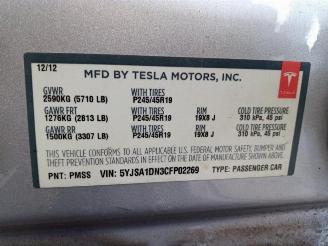 12/12
MFD BY TESLA MOTORS, INC.
GVWR WITH TIRES
2590KG (5710 LB) P245/45R19
GAWR FRT WITH TIRES RIM COLD TIRE PRESSURE
1276KG (2813 LB) P245/45R19 19X8 J 310 kPa, 45 psi
GAWR RR WITH TIRES RIM COLD TIRE PRESSURE
1500KG (3307 LB) P245/45R19 19X8 J 310 kPa, 45 psi
THIS VEHICLE CONFORMS TO ALL APPLICABLE
FEDERAL MOTOR VEHICLE SAFETY, BUMPER AND
THEFT PREVENTION STANDARDS IN EFFECT ON THE
DATE OF MANUFACTURE SHOWN ABOVE.
PNT: PMSS VIN: 5YJSA1DN3CFP02269 TYPE: PASSENGER CAR
TESLA